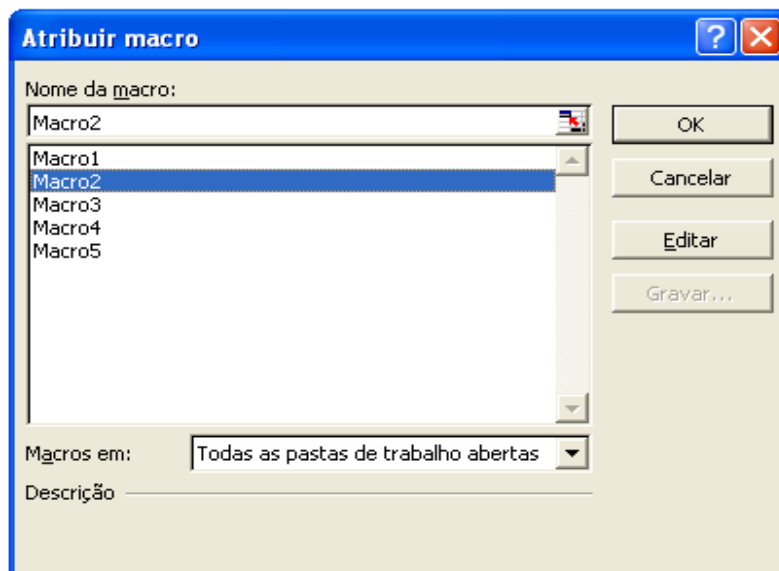 Atribuir macro
Nome da macro:
Macro2
OK
Macro1
Macro2
Cancelar
Macro3
Macro4
Editar
Macro5
Gravar...
Macros em:
Todas as pastas de trabalho abertas
Descrição